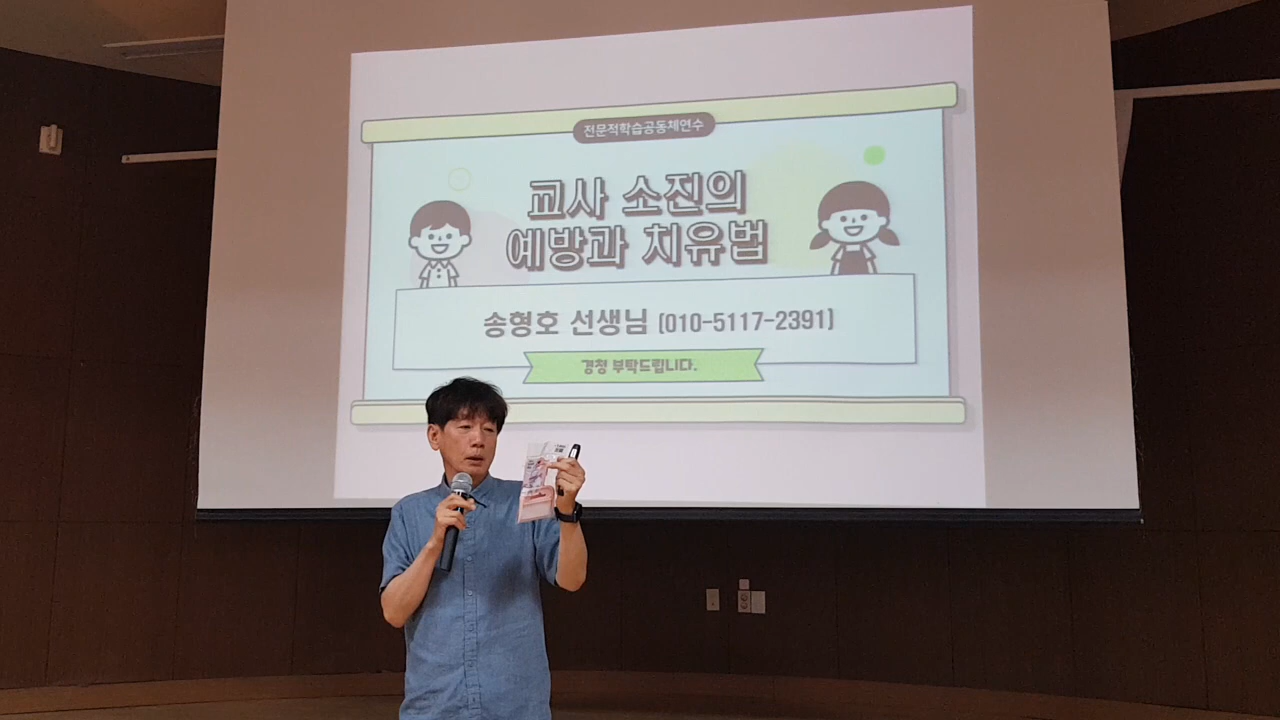 전문적학습공동체연수
교사 소진의
예방과 치유법
송형호 선생님 (010-5117-2391)
경청 부탁드립니다.